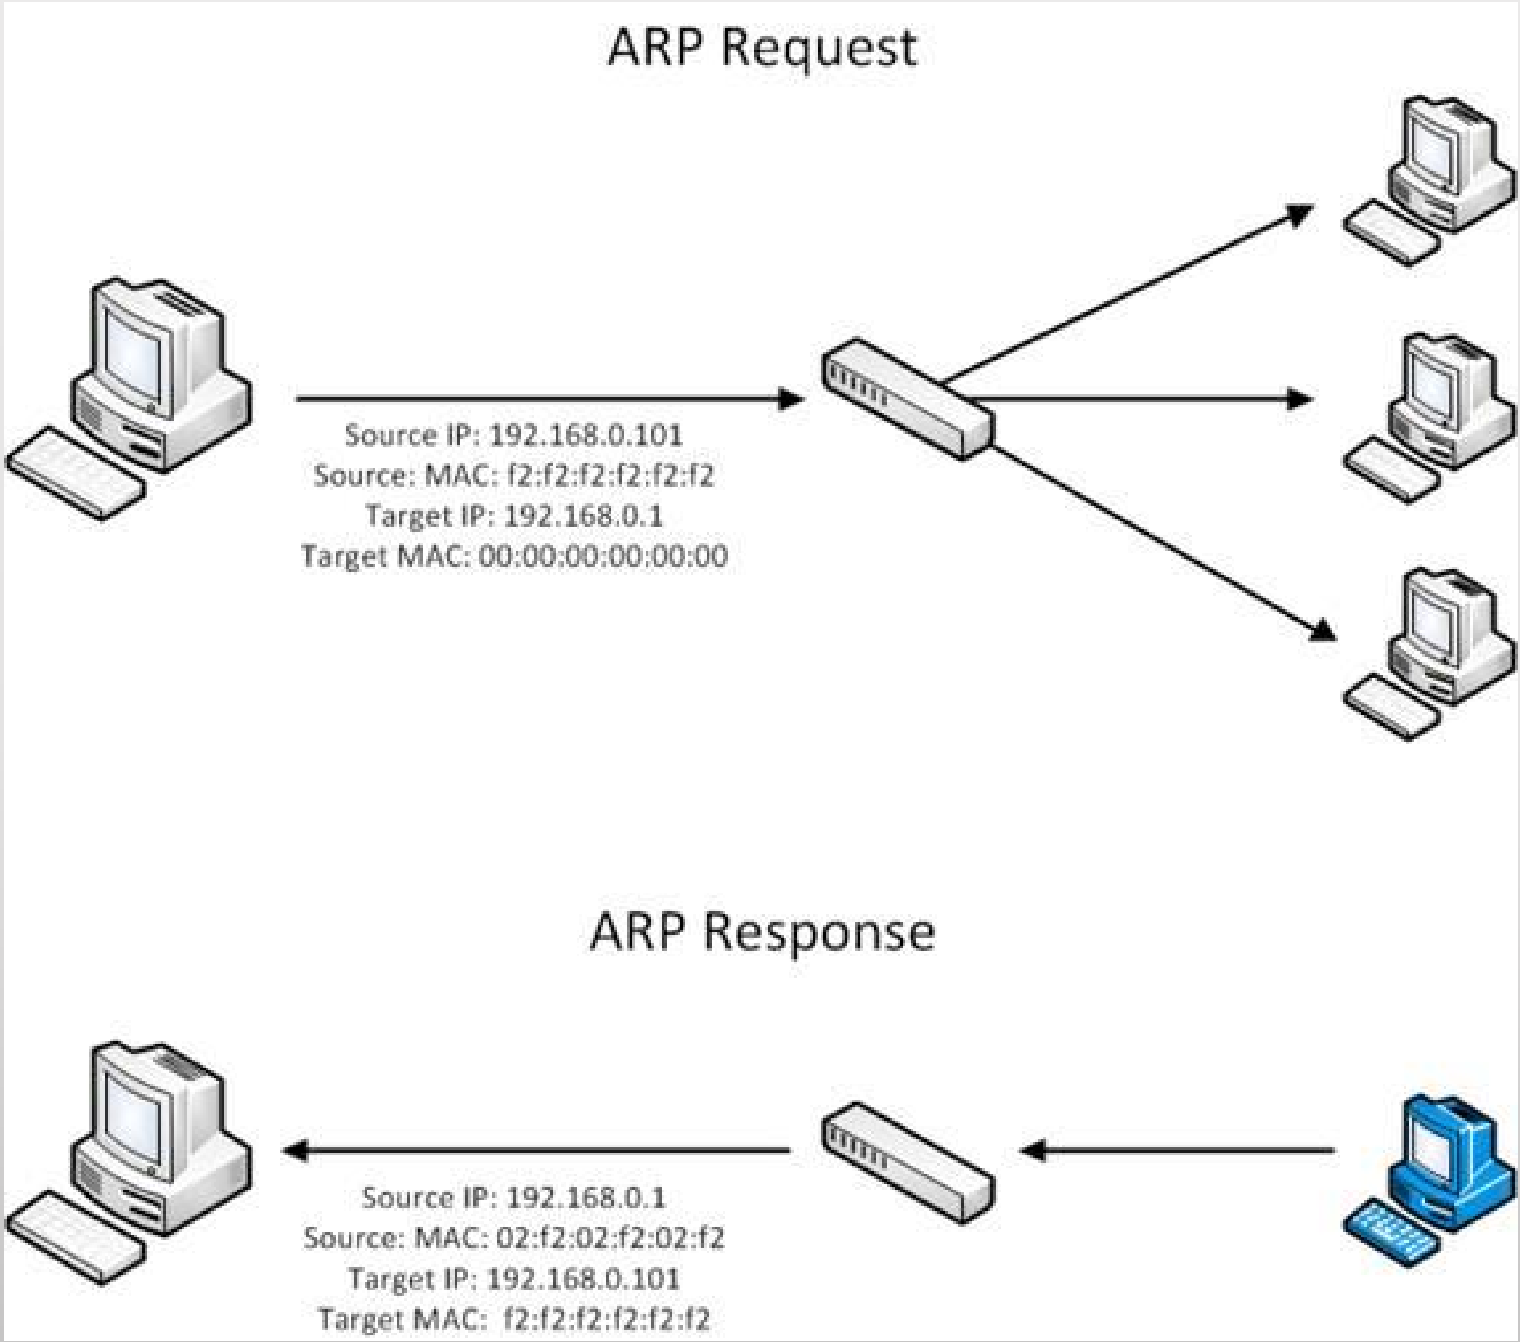 ARP Request
Source IP: 192.168.0.101
Source: MAC: f2:f2:f2:f2:f2:f2
Target IP: 192.168.0.1
Target MAC: 00:00:00:00:00:00
ARP Response
Source IP: 192.168.0.1
Source: MAC: 02:f2:02:f2:02:f2
Target IP: 192.168.0.101
Target MAC: f2:f2:f2:f2:f2:f2